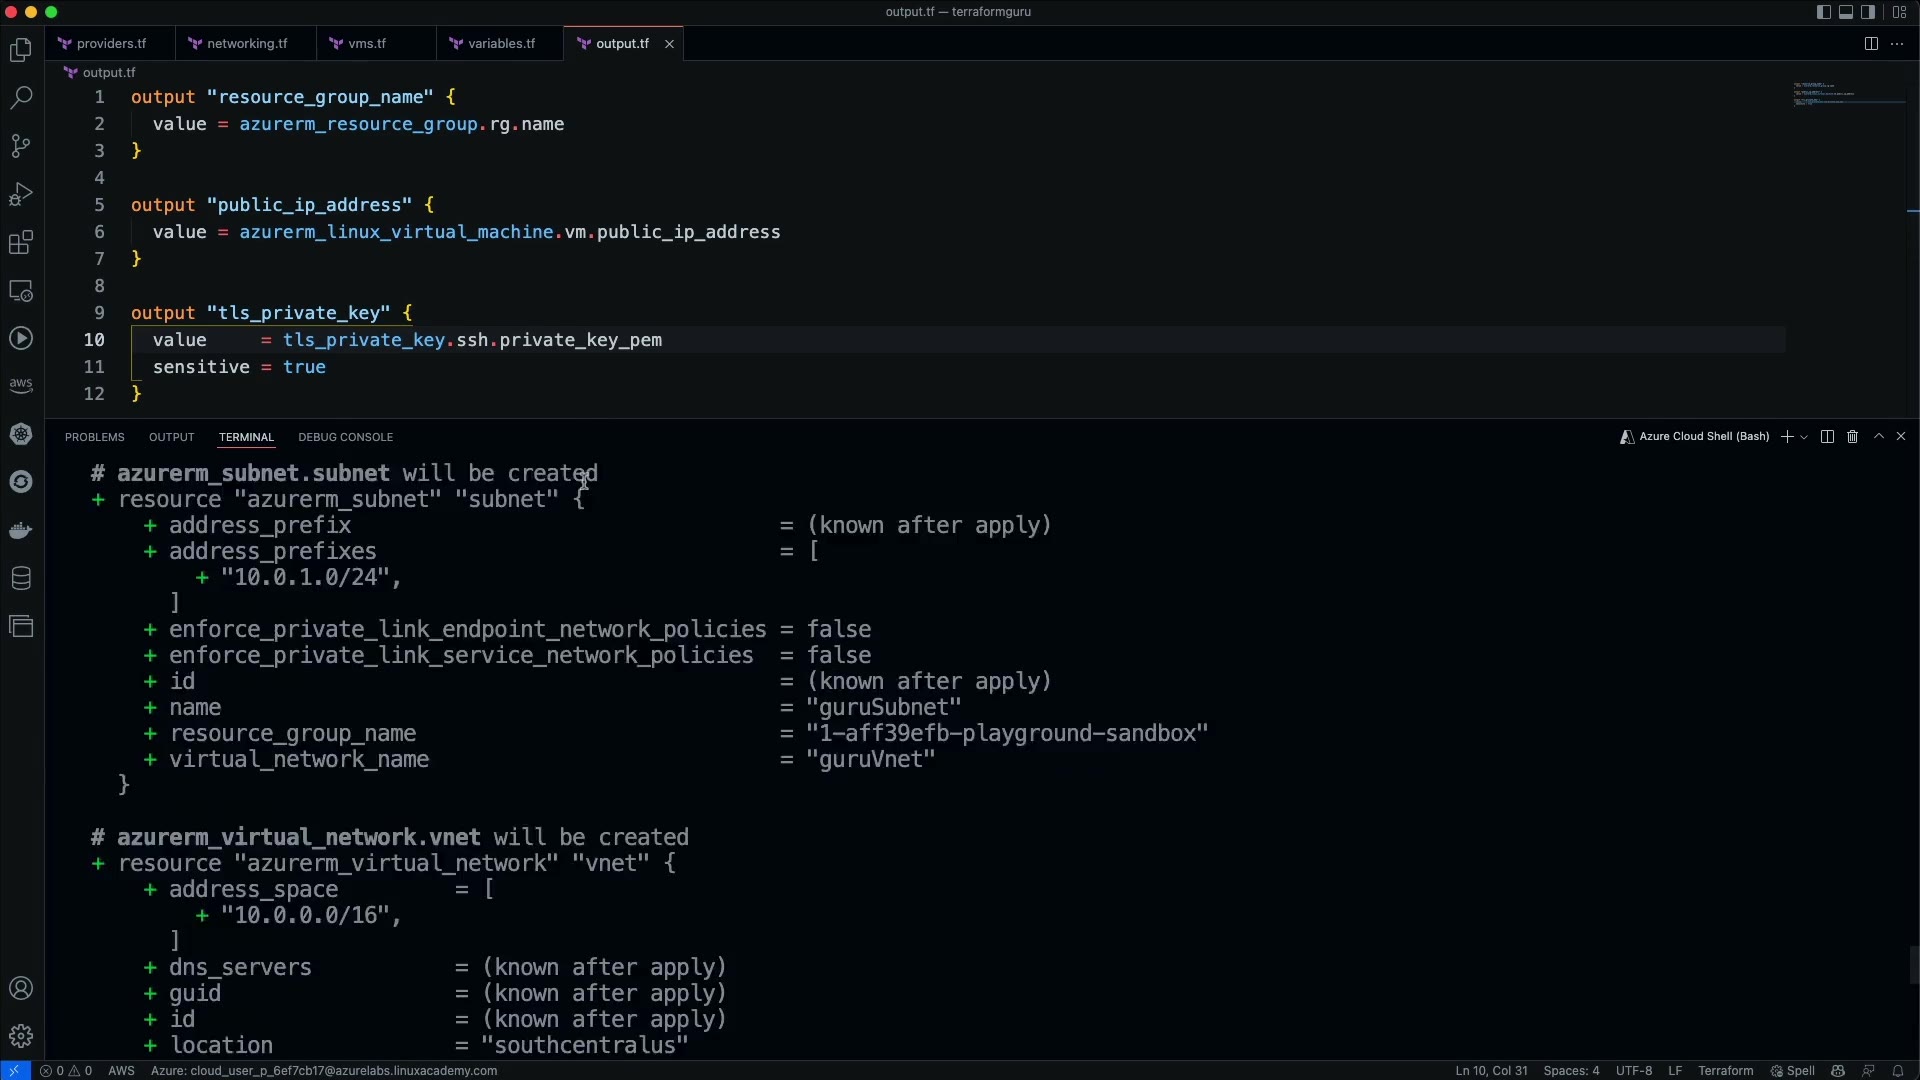 output.tf — terraformguru
providers.tf networking.tf vms.tf variables.tf output.tf
output.tf
1 output "resource_group_name" {
2   value = azurerm_resource_group.rg.name
3 }
4
5 output "public_ip_address" {
6   value = azurerm_linux_virtual_machine.vm.public_ip_address
7 }
8
9 output "tls_private_key" {
10   value     = tls_private_key.ssh.private_key_pem
11   sensitive = true
12 }
aws
PROBLEMS OUTPUT TERMINAL DEBUG CONSOLE Azure Cloud Shell (Bash)
# azurerm_subnet.subnet will be created
+ resource "azurerm_subnet" "subnet" {
+ address_prefix = (known after apply)
+ address_prefixes = [
+ "10.0.1.0/24",
]
+ enforce_private_link_endpoint_network_policies = false
+ enforce_private_link_service_network_policies = false
+ id = (known after apply)
+ name = "guruSubnet"
+ resource_group_name = "1-aff39efb-playground-sandbox"
+ virtual_network_name = "guruVnet"
}
# azurerm_virtual_network.vnet will be created
+ resource "azurerm_virtual_network" "vnet" {
+ address_space = [
+ "10.0.0.0/16",
]
+ dns_servers = (known after apply)
+ guid = (known after apply)
+ id = (known after apply)
+ location = "southcentralus"
0 0 AWS Azure: cloud_user_p_6ef7cb17@azurelabs.linuxacademy.com Ln 10, Col 31 Spaces: 4 UTF-8 LF Terraform Spell